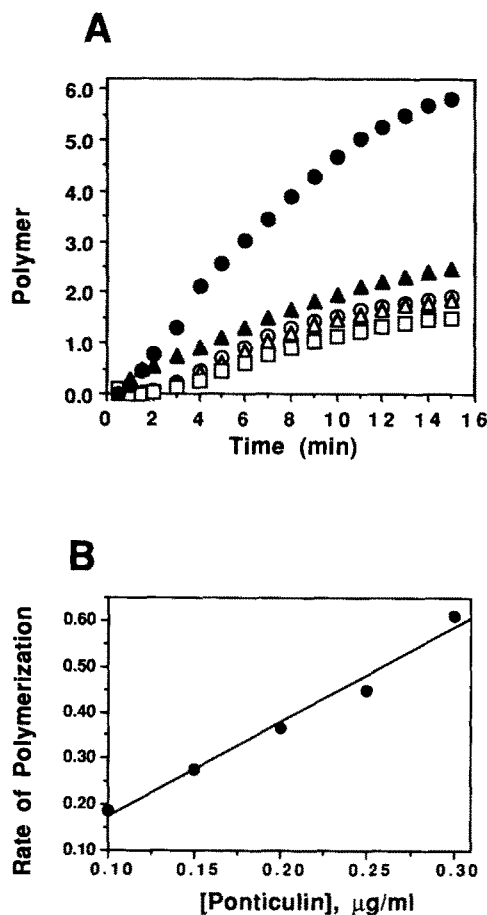 A
6.0
5.0
4.0
3.0
2.0
1.0
0.0
Polymer
0 2 4 6 8 10 12 14 16
Time (min)
B
0.60
0.50
0.40
0.30
0.20
0.10
Rate of Polymerization
0.10 0.15 0.20 0.25 0.30
[Ponticulin], μg/ml